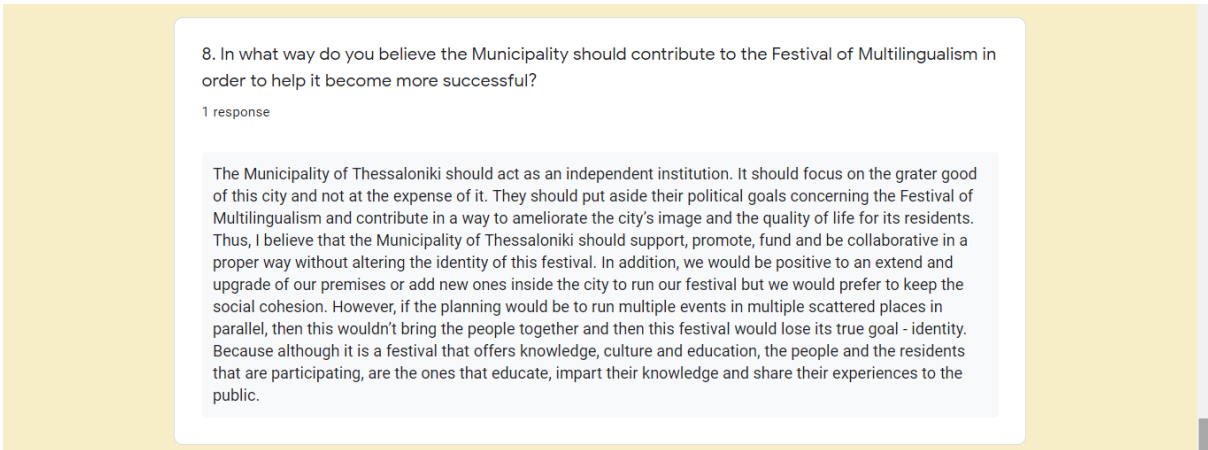 8. In what way do you believe the Municipality should contribute to the Festival of Multilingualism in
order to help it become more successful?
1 response
The Municipality of Thessaloniki should act as an independent institution. It should focus on the grater good
of this city and not at the expense of it. They should put aside their political goals concerning the Festival of
Multilingualism and contribute in a way to ameliorate the city's image and the quality of life for its residents.
Thus, I believe that the Municipality of Thessaloniki should support, promote, fund and be collaborative in a
proper way without altering the identity of this festival. In addition, we would be positive to an extend and
upgrade of our premises or add new ones inside the city to run our festival but we would prefer to keep the
social cohesion. However, if the planning would be to run multiple events in multiple scattered places in
parallel, then this wouldn't bring the people together and then this festival would lose its true goal - identity.
Because although it is a festival that offers knowledge, culture and education, the people and the residents
that are participating, are the ones that educate, impart their knowledge and share their experiences to the
public.